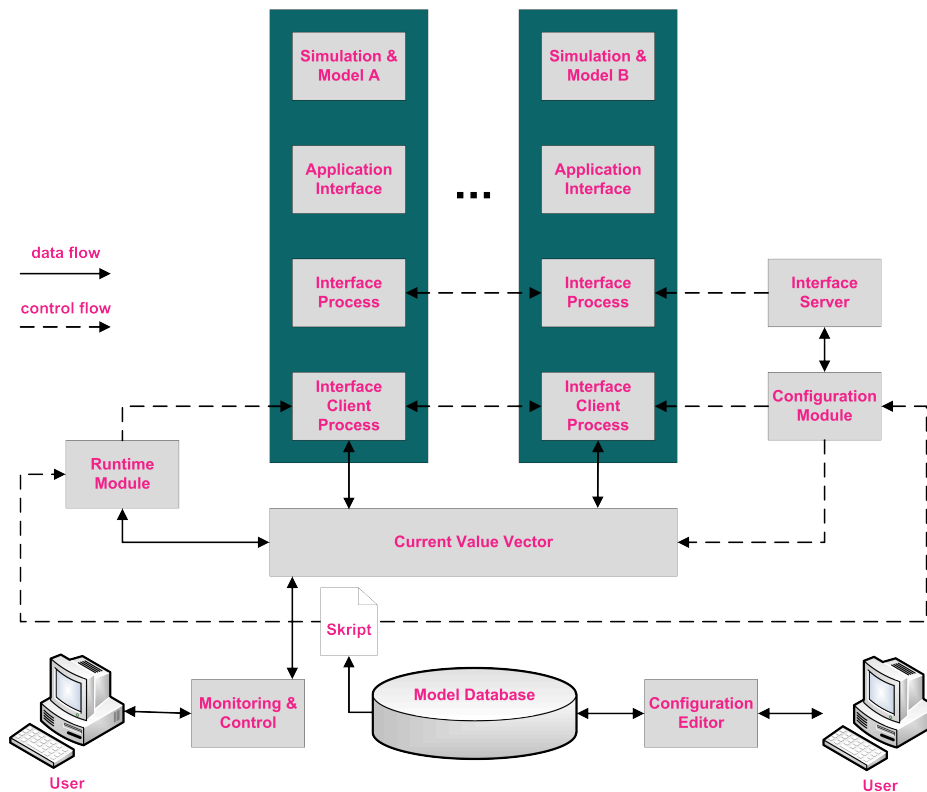 Simulation &
Model A
Simulation &
Model B
Application
Interface
...
Application
Interface
data flow
control flow
Interface
Process
Interface
Process
Interface
Server
Interface
Client
Process
Interface
Client
Process
Configuration
Module
Runtime
Module
Current Value Vector
Skript
Monitoring &
Control
Model Database
Configuration
Editor
User
User